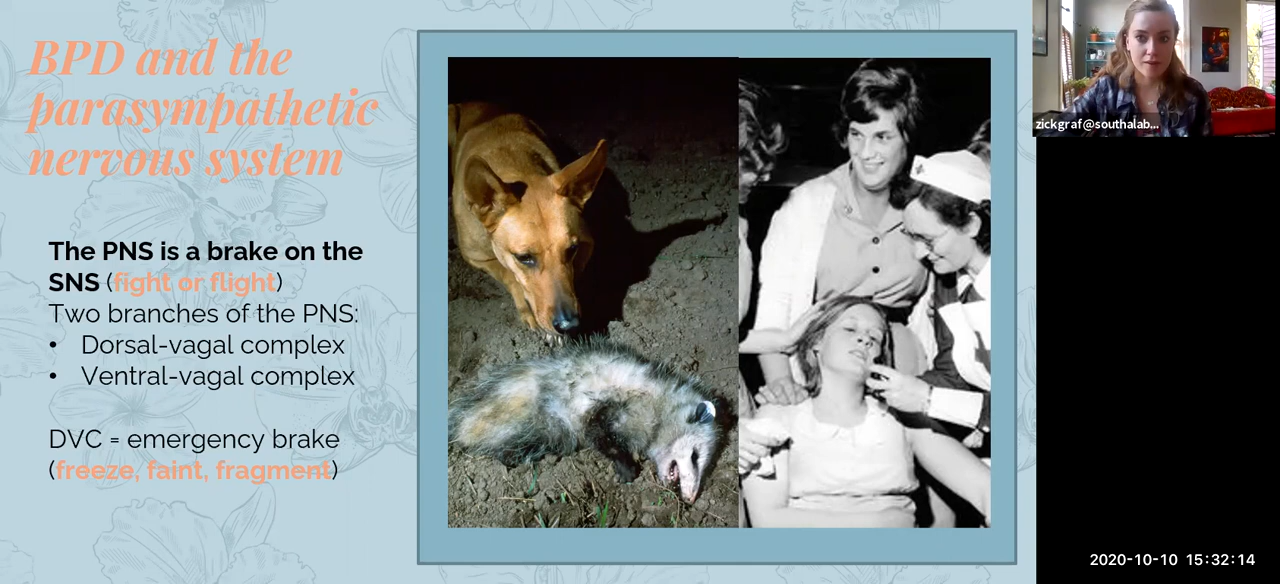 BPD and the
parasympathetic
nervous system
The PNS is a brake on the
SNS (fight or flight)
Two branches of the PNS:
• Dorsal-vagal complex
• Ventral-vagal complex
DVC = emergency brake
(freeze, faint, fragment)
zickgraf@southalab...
2020-10-10 15:32:14